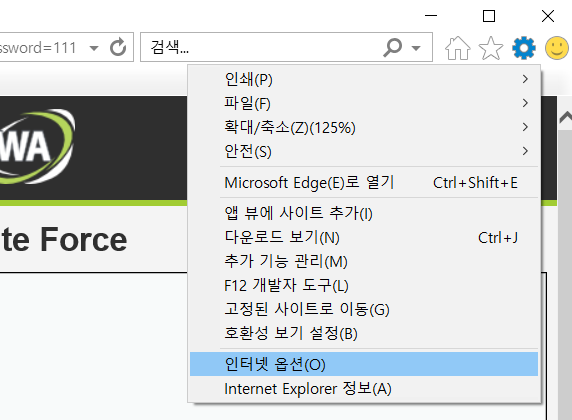 ssword=111
검색...
인쇄(P)
파일(F)
확대/축소(Z)(125%)
안전(S)
Microsoft Edge(E)로 열기 Ctrl+Shift+E
앱 뷰에 사이트 추가(I)
다운로드 보기(N) Ctrl+J
추가 기능 관리(M)
F12 개발자 도구(L)
고정된 사이트로 이동(G)
호환성 보기 설정(B)
인터넷 옵션(O)
Internet Explorer 정보(A)
WA
te Force